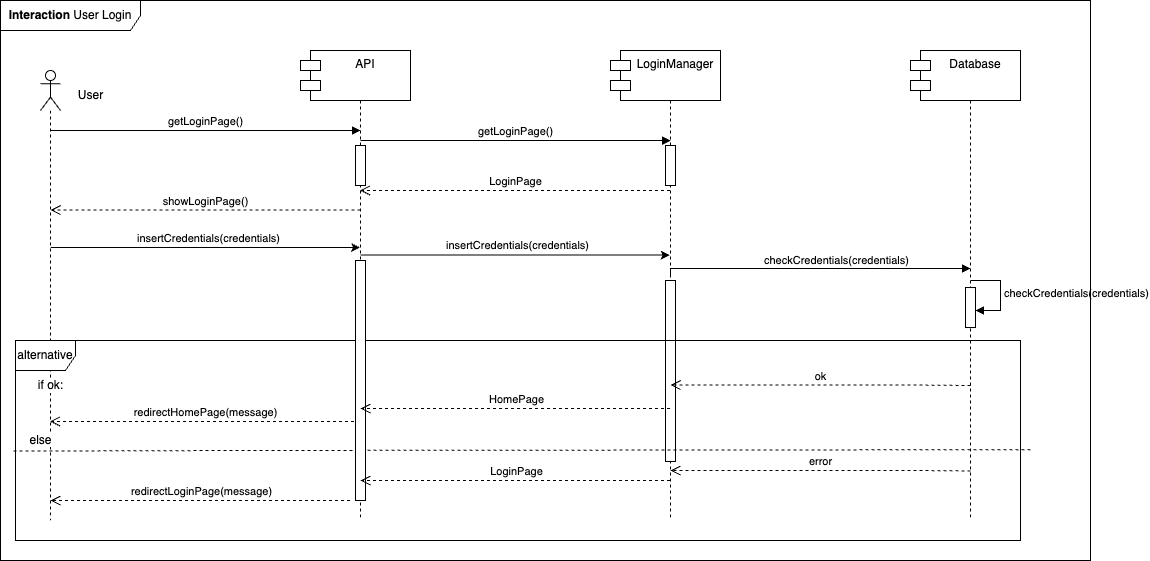 Interaction User Login
API
LoginManager
Database
User
getLoginPage()
getLoginPage()
LoginPage
showLoginPage()
insertCredentials(credentials)
insertCredentials(credentials)
checkCredentials(credentials)
checkCredentials(credentials)
alternative
if ok:
ok
HomePage
redirectHomePage(message)
else
error
LoginPage
redirectLoginPage(message)